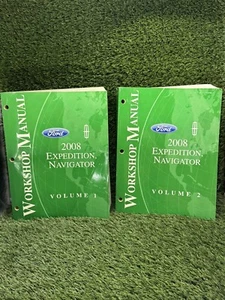 WORKSHOP MANUAL
Ford
2008
EXPEDITION,
NAVIGATOR
VOLUME 1
WORKSHOP MANUAL
Ford
2008
EXPEDITION,
NAVIGATOR
VOLUME 2